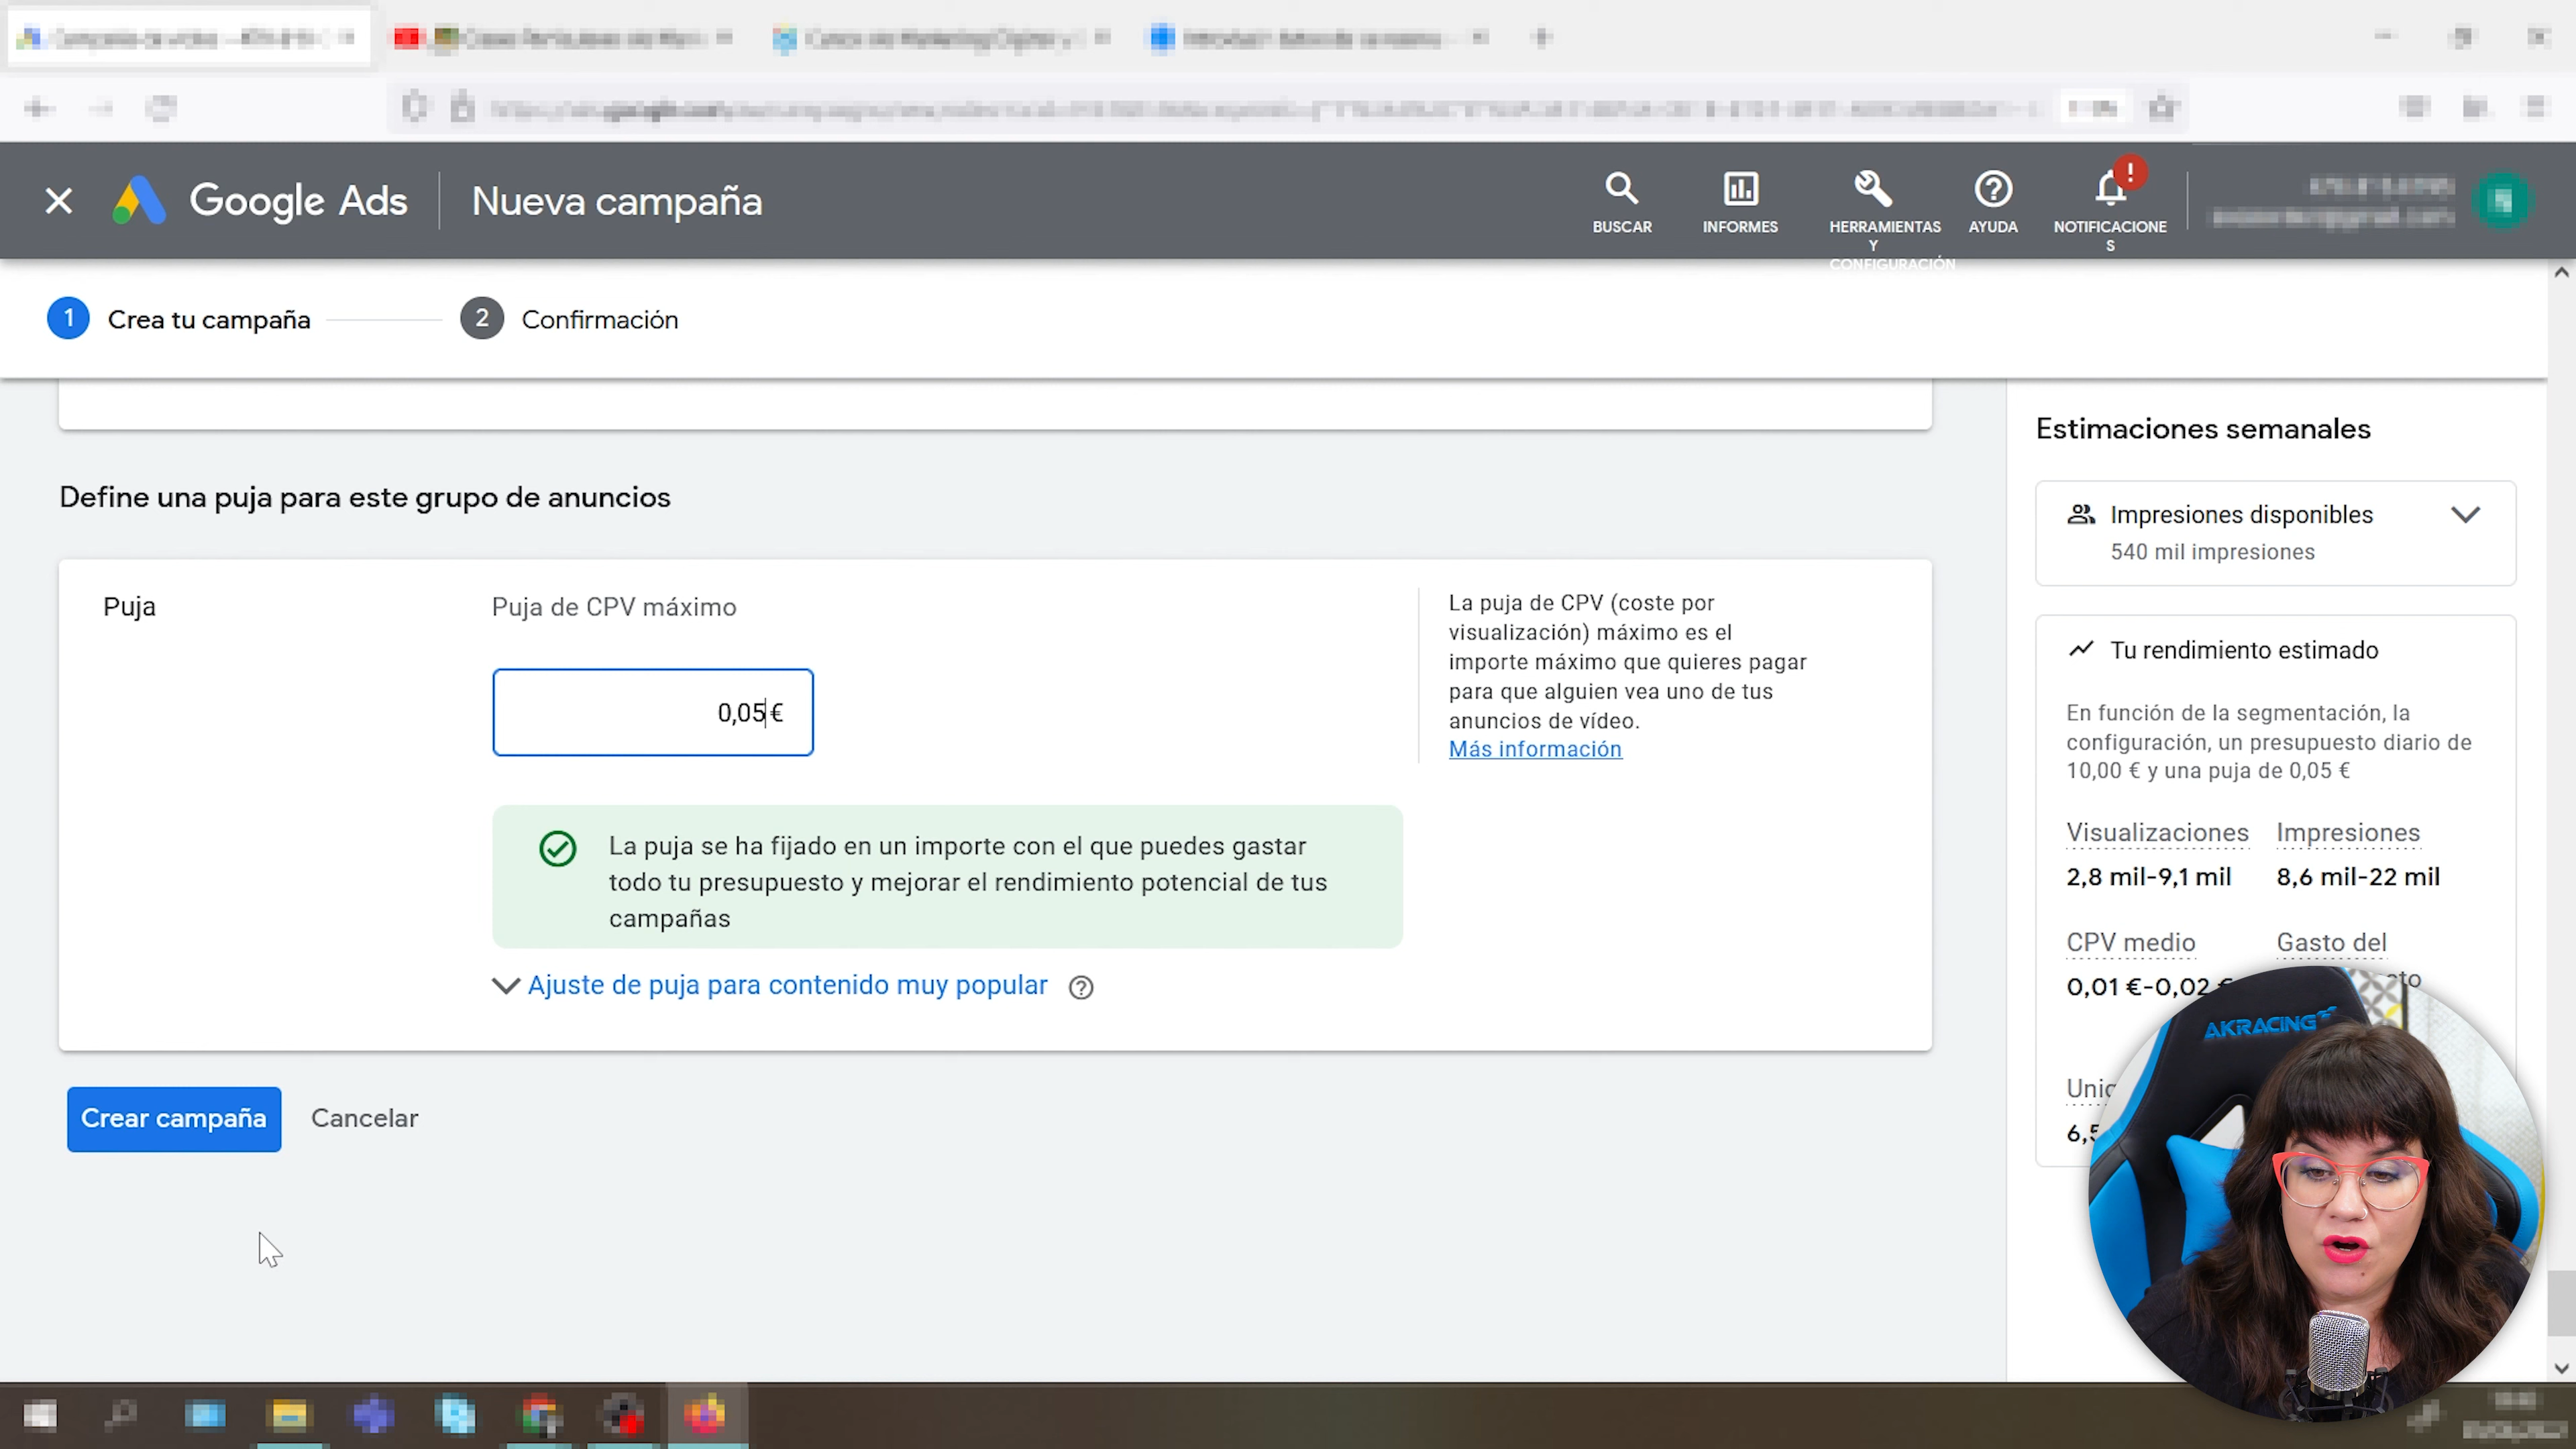 Google Ads
Nueva campaña
BUSCAR
INFORMES
HERRAMIENTAS
Y
CONFIGURACIÓN
AYUDA
NOTIFICACIONE
S
!
1 Crea tu campaña
2 Confirmación
Define una puja para este grupo de anuncios
Puja
Puja de CPV máximo
0,05 €
La puja de CPV (coste por
visualización) máximo es el
importe máximo que quieres pagar
para que alguien vea uno de tus
anuncios de vídeo.
Más información
La puja se ha fijado en un importe con el que puedes gastar
todo tu presupuesto y mejorar el rendimiento potencial de tus
campañas
Ajuste de puja para contenido muy popular
Crear campaña
Cancelar
Estimaciones semanales
Impresiones disponibles
540 mil impresiones
Tu rendimiento estimado
En función de la segmentación, la
configuración, un presupuesto diario de
10,00 € y una puja de 0,05 €
Visualizaciones Impresiones
2,8 mil-9,1 mil 8,6 mil-22 mil
CPV medio Gasto del
0,01 €-0,02 €
AKRACING